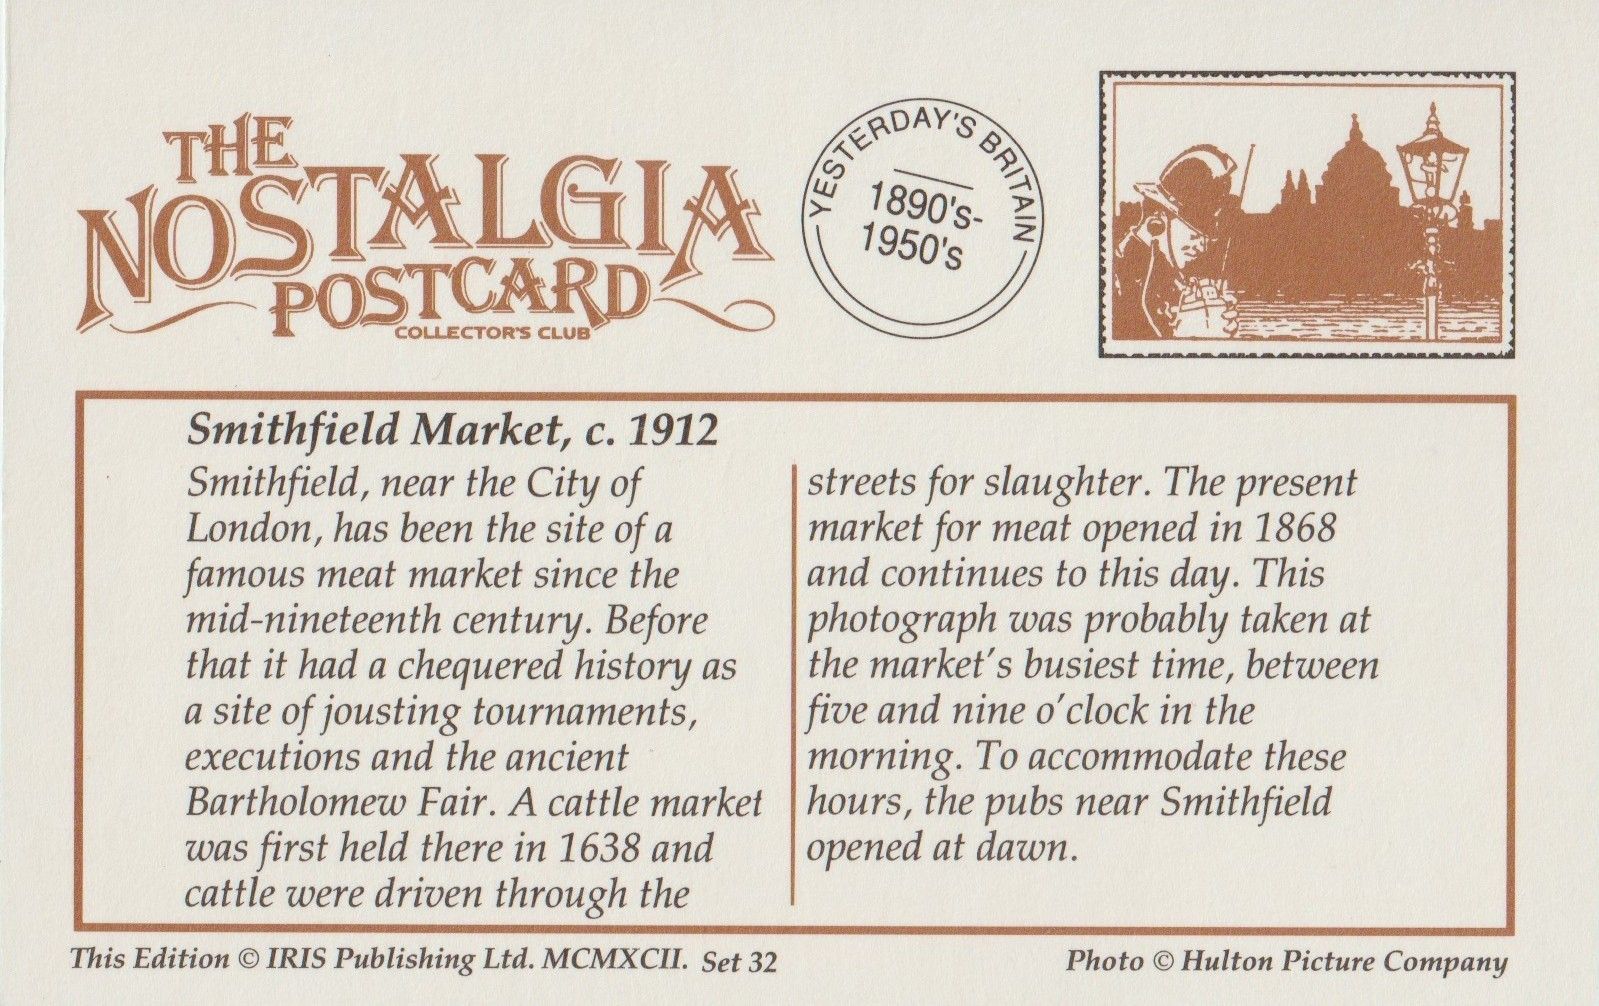 THE
NOSTALGIA
POSTCARD
COLLECTOR'S CLUB
YESTERDAY'S BRITAIN
1890's-
1950's
Smithfield Market, c. 1912
Smithfield, near the City of
London, has been the site of a
famous meat market since the
mid-nineteenth century. Before
that it had a chequered history as
a site of jousting tournaments,
executions and the ancient
Bartholomew Fair. A cattle market
was first held there in 1638 and
cattle were driven through the
streets for slaughter. The present
market for meat opened in 1868
and continues to this day. This
photograph was probably taken at
the market's busiest time, between
five and nine o'clock in the
morning. To accommodate these
hours, the pubs near Smithfield
opened at dawn.
This Edition © IRIS Publishing Ltd. MCMXCII. Set 32
Photo © Hulton Picture Company